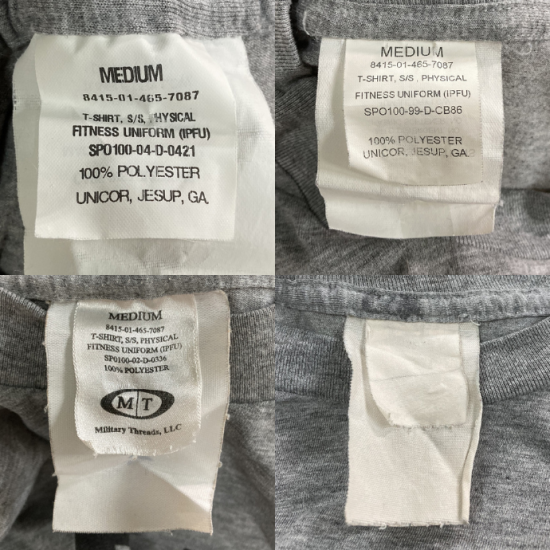 MEDIUM
8415-01-465-7087
T-SHIRT, S/S, PHYSICAL
FITNESS UNIFORM (IPFU)
SPO100-04-D-0421
100% POLYESTER
UNICOR, JESUP, GA.
MEDIUM
8415-01-465-7087
T-SHIRT, S/S, PHYSICAL
FITNESS UNIFORM (IPFU)
SPO100-99-D-CB86
100% POLYESTER
UNICOR, JESUP, GA.
MEDIUM
8415-01-465-7087
T-SHIRT, S/S, PHYSICAL
FITNESS UNIFORM (IPFU)
SP0100-02-D-0336
100% POLYESTER
M T
Military Threads, LLC